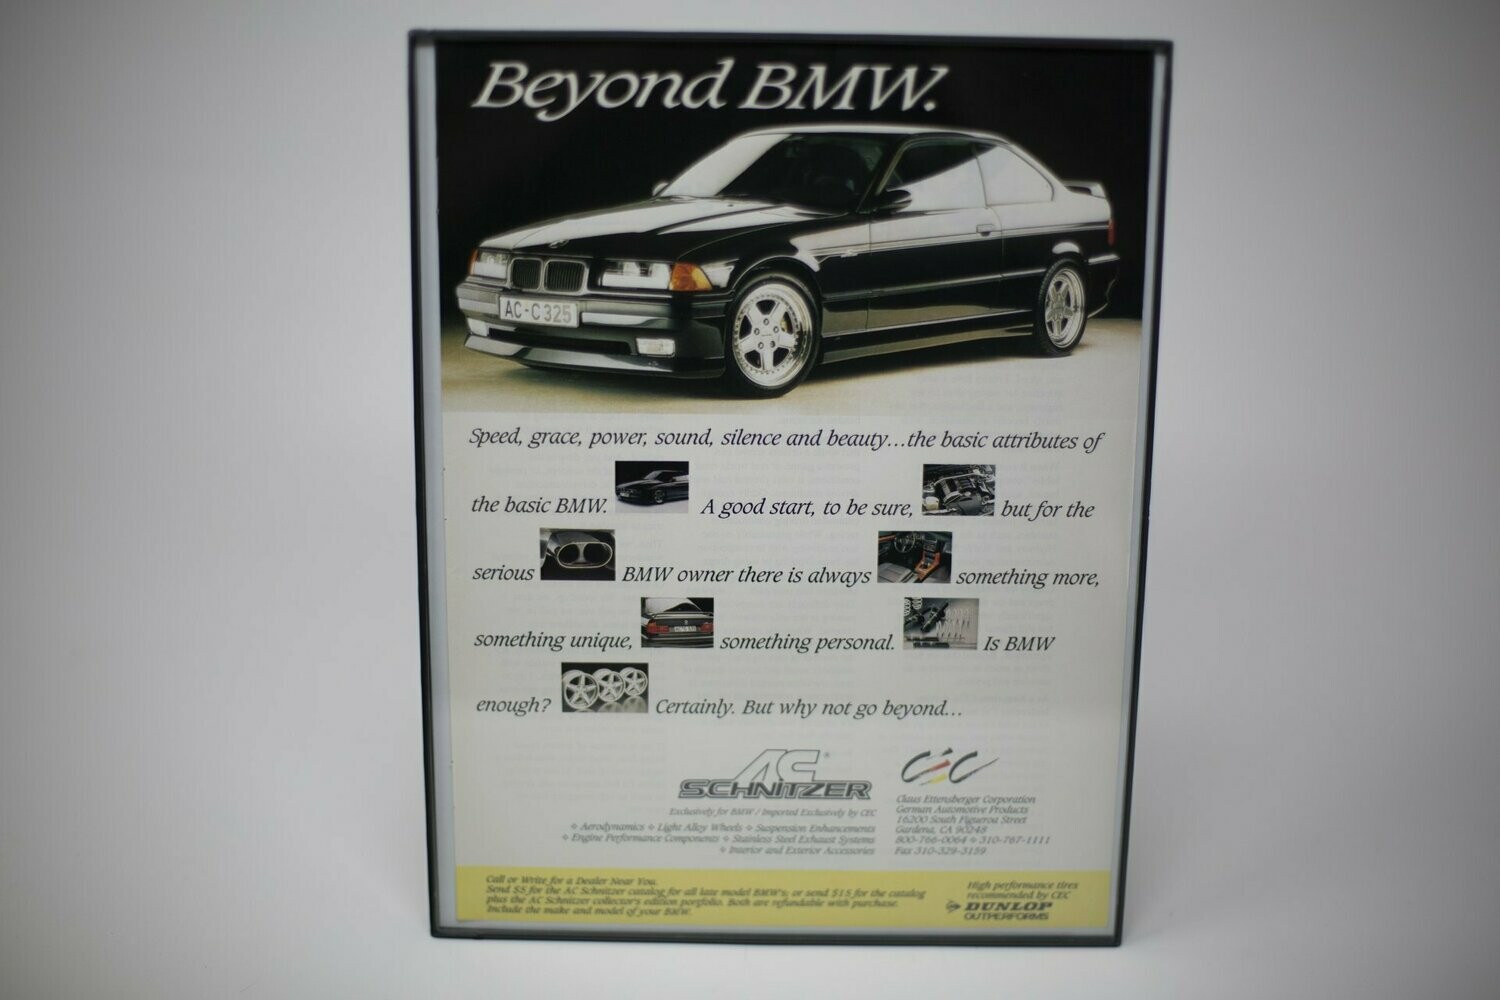 Beyond BMW.
AC-C 325
Speed, grace, power, sound, silence and beauty...the basic attributes of
the basic BMW. A good start, to be sure, but for the
serious BMW owner there is always something more,
something unique, something personal. Is BMW
enough? Certainly. But why not go beyond...
AC SCHNITZER®
Exclusively for BMW / Imported Exclusively by CEC
❖ Aerodynamics ❖ Light Alloy Wheels ❖ Suspension Enhancements
❖ Engine Performance Components ❖ Stainless Steel Exhaust Systems
❖ Interior and Exterior Accessories
CEC
Claus Ettensberger Corporation
German Automotive Products
16200 South Figueroa Street
Gardena, CA 90248
800-766-0064 ❖ 310-767-1111
Fax 310-329-3159
Call or Write for a Dealer Near You.
Send $5 for the AC Schnitzer catalog for all late model BMW's; or send $15 for the catalog
plus the AC Schnitzer collector's edition portfolio. Both are refundable with purchase.
Include the make and model of your BMW.
High performance tires
recommended by CEC
DUNLOP
OUTPERFORMS